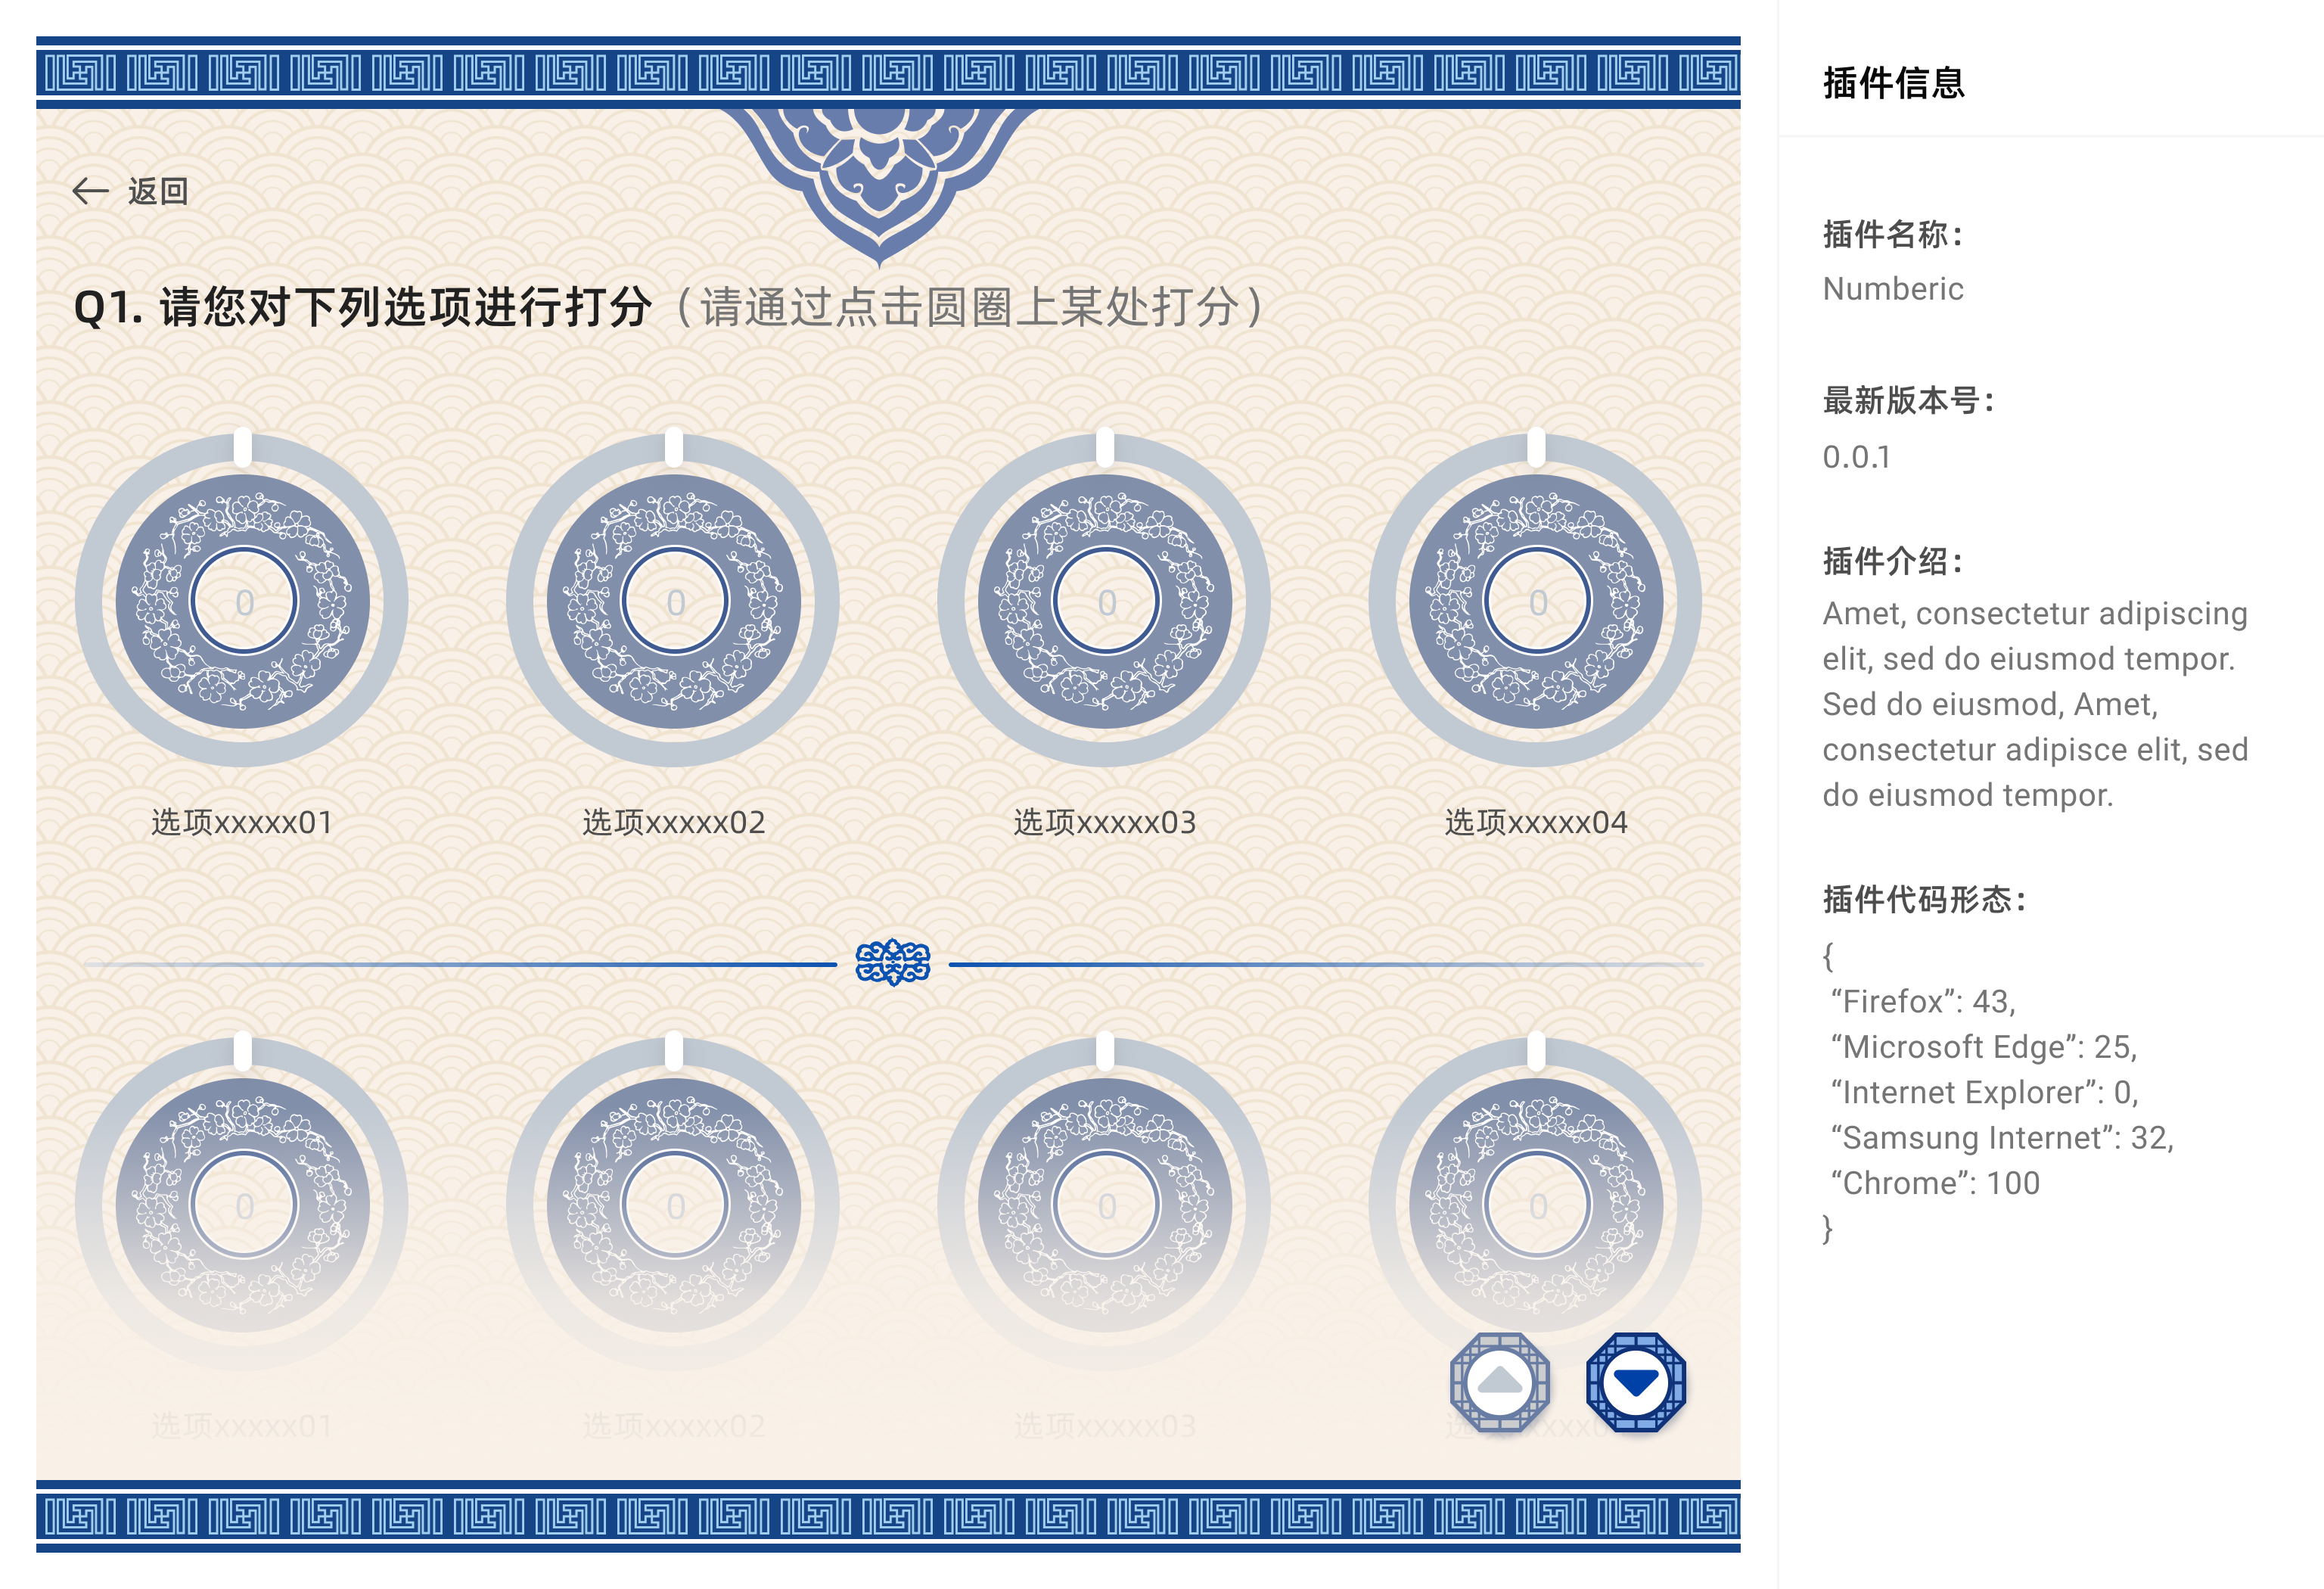 返回
Q1. 请您对下列选项进行打分（请通过点击圆圈上某处打分）
0
0
0
0
选项xxxxx01
选项xxxxx02
选项xxxxx03
选项xxxxx04
0
0
0
0
选项xxxxx01
选项xxxxx02
选项xxxxx03
插件信息
插件名称：
Numberic
最新版本号：
0.0.1
插件介绍：
Amet, consectetur adipiscing
elit, sed do eiusmod tempor.
Sed do eiusmod, Amet,
consectetur adipisce elit, sed
do eiusmod tempor.
插件代码形态：
{
“Firefox”: 43,
“Microsoft Edge”: 25,
“Internet Explorer”: 0,
“Samsung Internet”: 32,
“Chrome”: 100
}